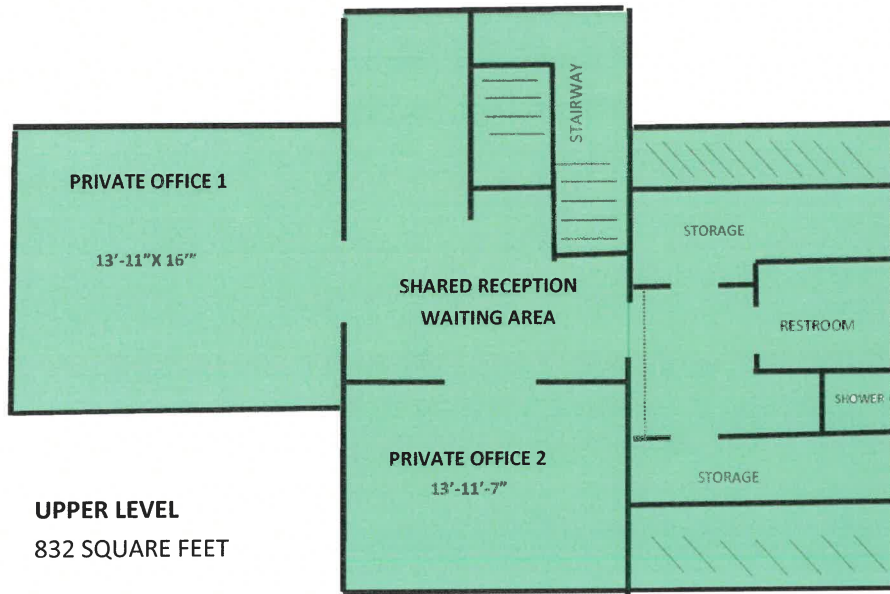 STAIRWAY
PRIVATE OFFICE 1
13’-11”X 16’”
STORAGE
SHARED RECEPTION
WAITING AREA
RESTROOM
SHOWER
PRIVATE OFFICE 2
13’-11’-7”
STORAGE
UPPER LEVEL
832 SQUARE FEET